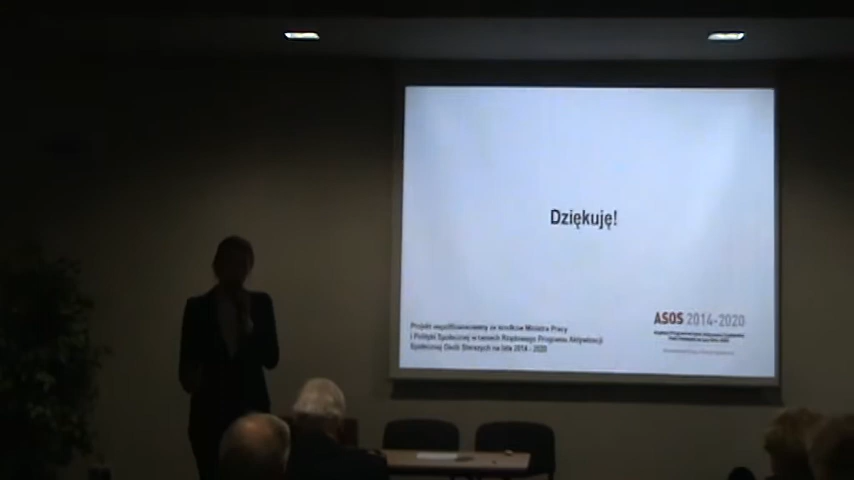 Dziękuję!
Projekt współfinansowany ze środków Ministra Pracy
i Polityki Społecznej w ramach Rządowego Programu Aktywizacji
Społecznej Osób Starszych na lata 2014 - 2020
ASOS 2014-2020